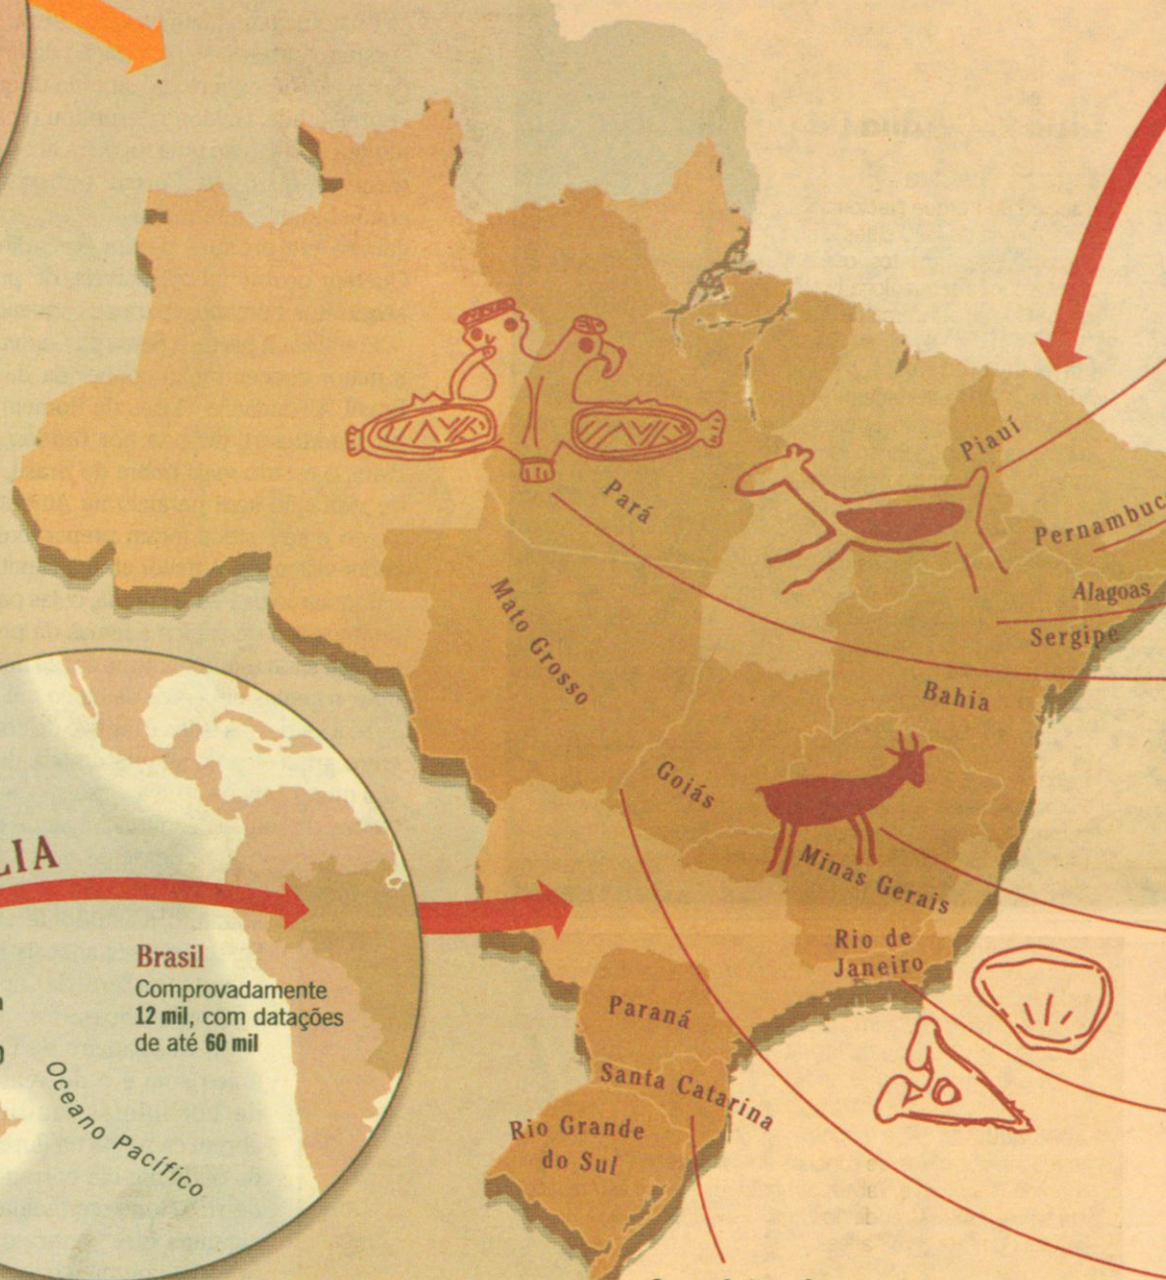 Piauí
Pará
Pernambuc
Alagoas
Sergipe
Mato Grosso
Bahia
Goiás
Minas Gerais
LIA
Rio de
Janeiro
Brasil
Comprovadamente
12 mil, com datações
de até 60 mil
Paraná
Oceano Pacífico
Santa Catarina
Rio Grande
do Sul